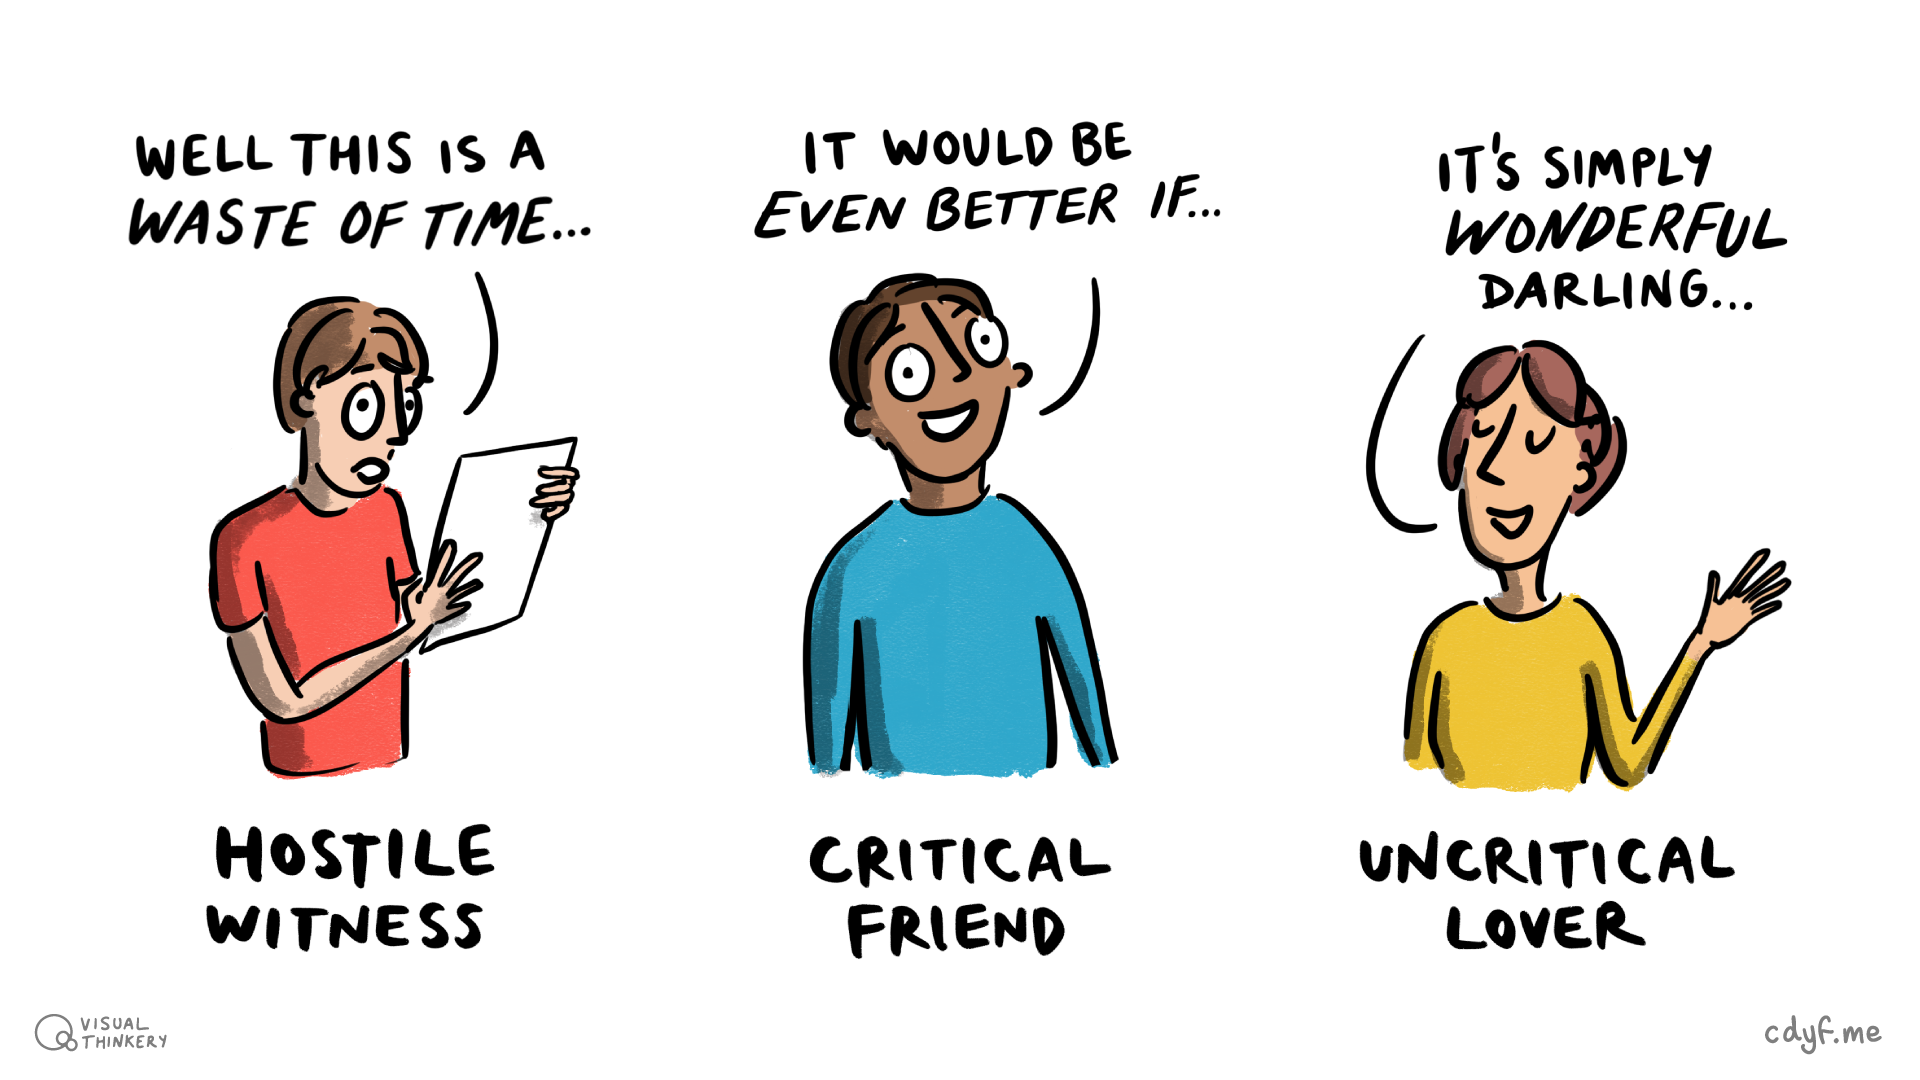 WELL THIS IS A
WASTE OF TIME...
IT WOULD BE
EVEN BETTER IF...
IT'S SIMPLY
WONDERFUL
DARLING...
HOSTILE
WITNESS
CRITICAL
FRIEND
UNCRITICAL
LOVER
VISUAL
THINKERY
cdyf.me